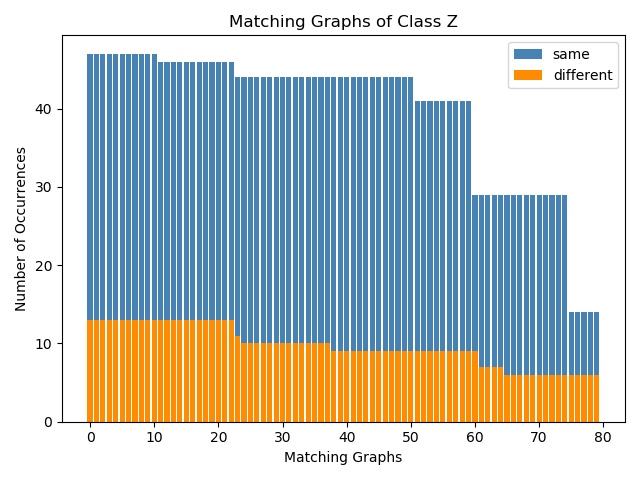 Matching Graphs of Class Z
same
different
Number of Occurrences
40
30
20
10
0
0 10 20 30 40 50 60 70 80
Matching Graphs